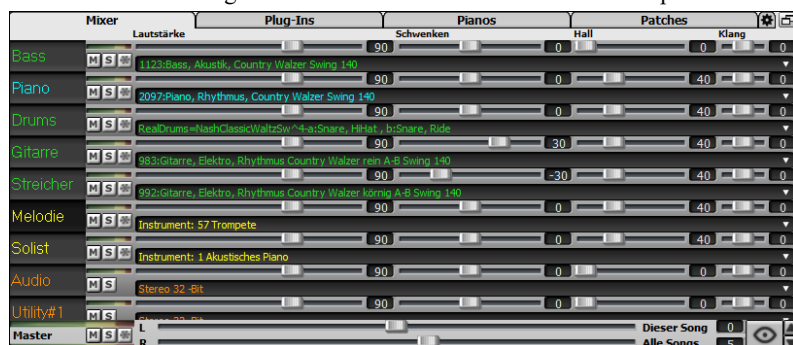 Mixer Plug-Ins Pianos Patches
Lautstärke Schwenken Hall Klang
Bass M S 90 0 0 0
1123:Bass, Akustik, Country Walzer Swing 140
Piano M S 90 0 40 0
2097:Piano, Rhythmus, Country Walzer Swing 140
Drums M S 90 0 40 0
RealDrums=NashClassicWaltzSw^4-a:Snare, HiHat , b:Snare, Ride
Gitarre M S 90 30 40 0
983:Gitarre, Elektro, Rhythmus Country Walzer rein A-B Swing 140
Streicher M S 90 -30 40 0
992:Gitarre, Elektro, Rhythmus Country Walzer körnig A-B Swing 140
Melodie M S 90 0 40 0
Instrument: 57 Trompete
Solist M S 90 0 40 0
Instrument: 1 Akustisches Piano
Audio M S 90 0 0 0
Stereo 32 -Bit
Utility#1 M S 90 0 0 0
Stereo 32 -Bit
Master M S L Dieser Song 0
R Alle Songs 5